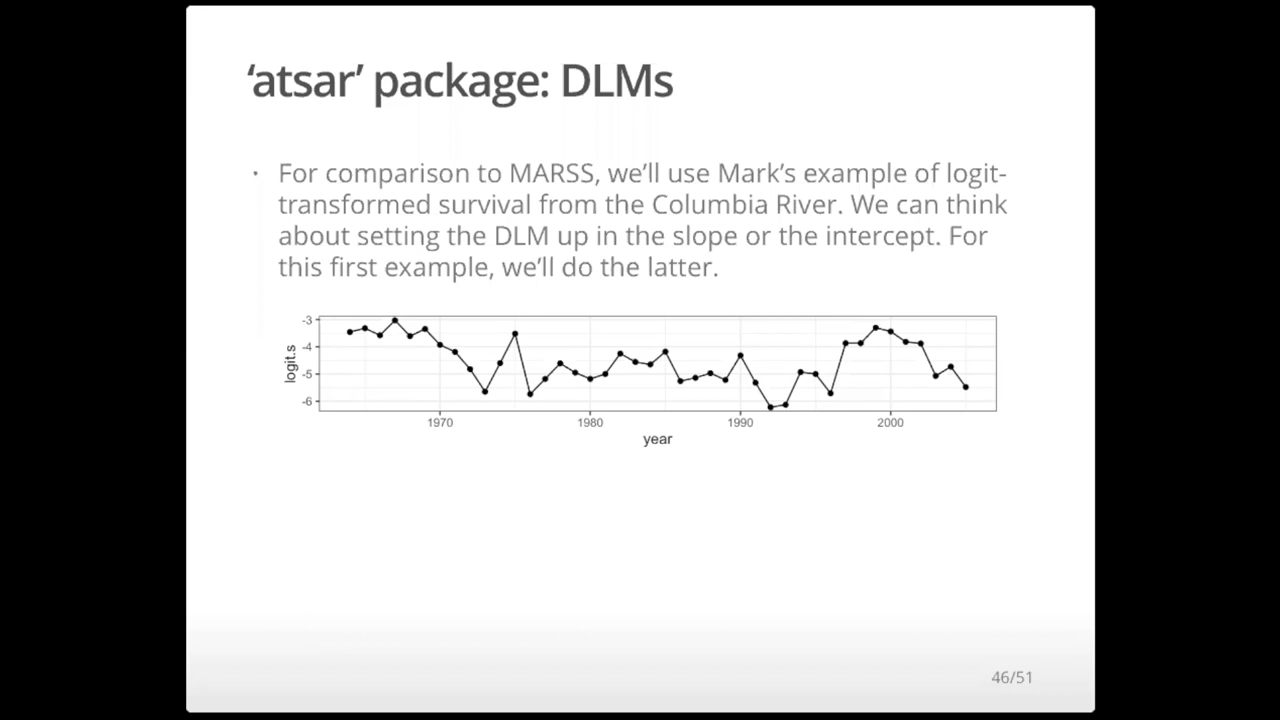 ‘atsar’ package: DLMs
· For comparison to MARSS, we’ll use Mark’s example of logit-
transformed survival from the Columbia River. We can think
about setting the DLM up in the slope or the intercept. For
this first example, we’ll do the latter.
-3
-4
-5
-6
logit.s
1970 1980 1990 2000
year
46/51